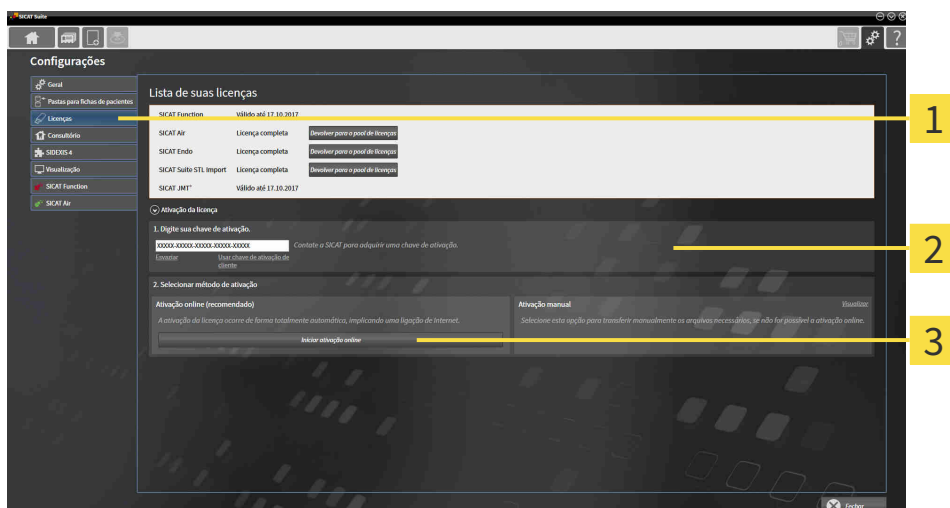 SICAT Suite
Configurações
Geral
Pastas para fichas de pacientes
Licenças
Consultório
SIDEXIS 4
Visualização
SICAT Function
SICAT Air
Lista de suas licenças
SICAT Function Válido até 17.10.2017
SICAT Air Licença completa Devolver para o pool de licenças
SICAT Endo Licença completa Devolver para o pool de licenças
SICAT Suite STL Import Licença completa Devolver para o pool de licenças
SICAT JMT+ Válido até 17.10.2017
Ativação da licença
1. Digite sua chave de ativação.
XXXXX-XXXXX-XXXXX-XXXXX-XXXXX Contate a SICAT para adquirir uma chave de ativação.
Enxaziar Usar chave de ativação de
cliente
2. Selecionar método de ativação
Ativação online (recomendado)
A ativação da licença ocorre de forma totalmente automática, implicando uma ligação de Internet.
Iniciar ativação online
Ativação manual Visualizar
Selecione esta opção para transferir manualmente os arquivos necessários, se não for possível a ativação online.
Fechar
1
2
3